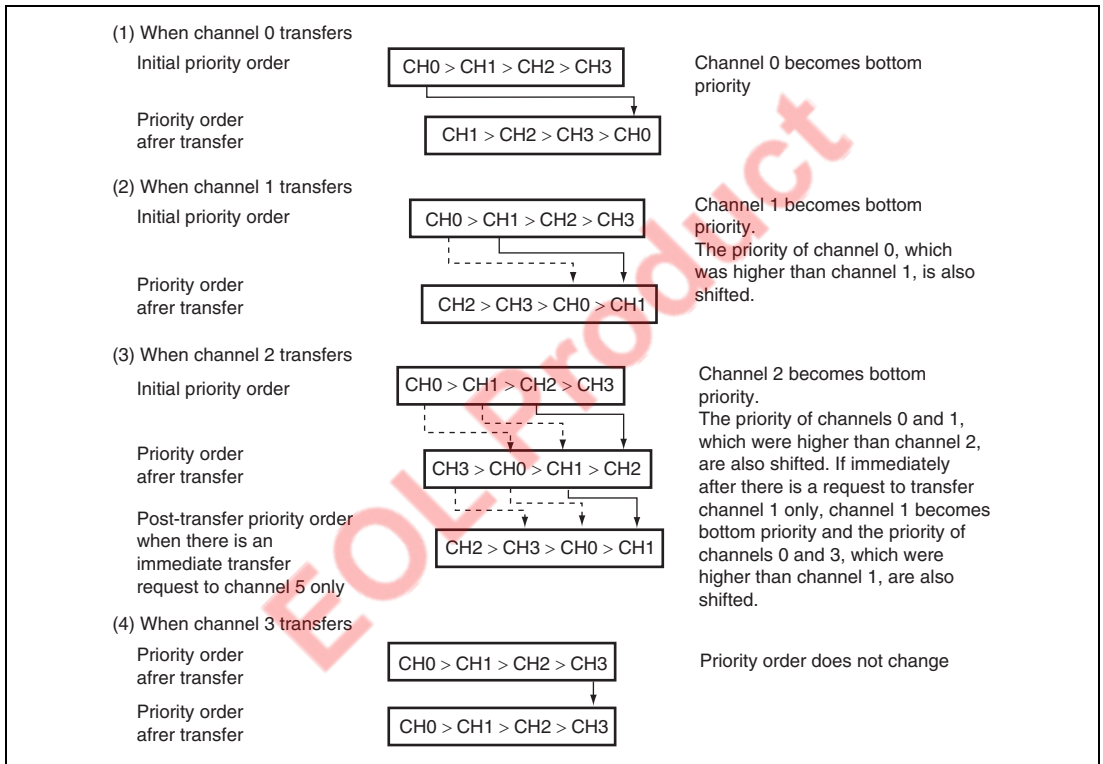 (1) When channel 0 transfers
Initial priority order
CH0 > CH1 > CH2 > CH3
Channel 0 becomes bottom
priority
Priority order
afrer transfer
CH1 > CH2 > CH3 > CH0
(2) When channel 1 transfers
Initial priority order
CH0 > CH1 > CH2 > CH3
Channel 1 becomes bottom
priority.
The priority of channel 0, which
was higher than channel 1, is also
shifted.
Priority order
afrer transfer
CH2 > CH3 > CH0 > CH1
(3) When channel 2 transfers
Initial priority order
CH0 > CH1 > CH2 > CH3
Channel 2 becomes bottom
priority.
The priority of channels 0 and 1,
which were higher than channel 2,
are also shifted. If immediately
after there is a request to transfer
channel 1 only, channel 1 becomes
bottom priority and the priority of
channels 0 and 3, which were
higher than channel 1, are also
shifted.
Priority order
afrer transfer
CH3 > CH0 > CH1 > CH2
Post-transfer priority order
when there is an
immediate transfer
request to channel 5 only
CH2 > CH3 > CH0 > CH1
(4) When channel 3 transfers
Priority order
afrer transfer
CH0 > CH1 > CH2 > CH3
Priority order does not change
Priority order
afrer transfer
CH0 > CH1 > CH2 > CH3
EOL Product